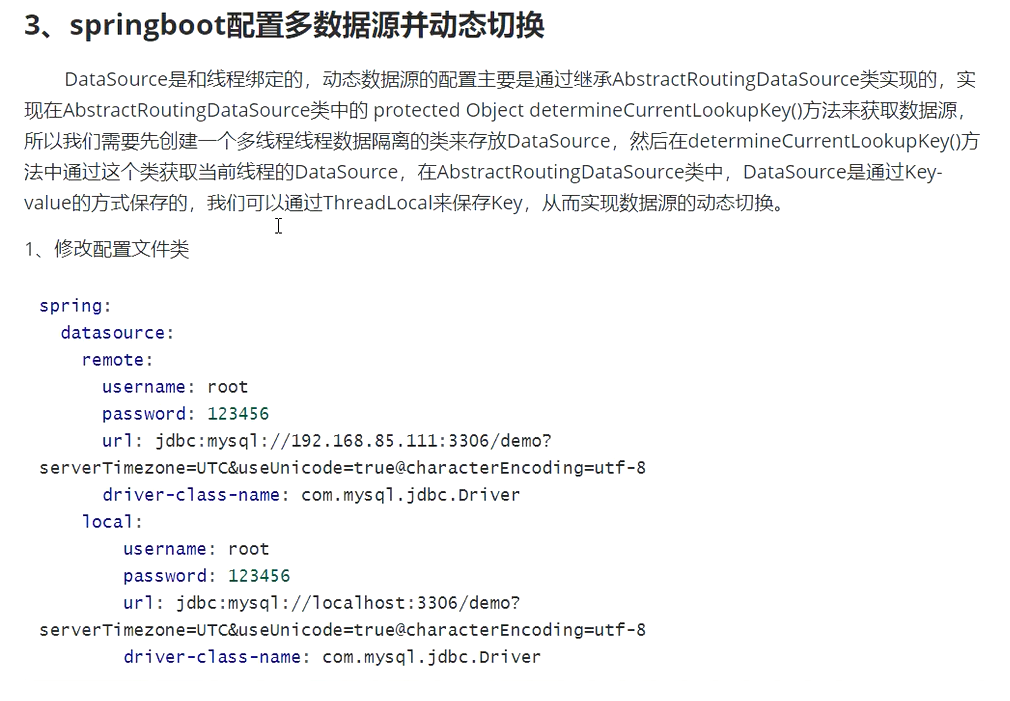 3、springboot配置多数据源并动态切换
DataSource是和线程绑定的，动态数据源的配置主要是通过继承AbstractRoutingDataSource类实现的，实
现在AbstractRoutingDataSource类中的 protected Object determineCurrentLookupKey()方法来获取数据源，
所以我们需要先创建一个多线程线程数据隔离的类来存放DataSource，然后在determineCurrentLookupKey()方
法中通过这个类获取当前线程的DataSource，在AbstractRoutingDataSource类中，DataSource是通过Key-
value的方式保存的，我们可以通过ThreadLocal来保存Key，从而实现数据源的动态切换。
1、修改配置文件类
spring:
datasource:
remote:
username: root
password: 123456
url: jdbc:mysql://192.168.85.111:3306/demo?
serverTimezone=UTC&useUnicode=true@characterEncoding=utf-8
driver-class-name: com.mysql.jdbc.Driver
local:
username: root
password: 123456
url: jdbc:mysql://localhost:3306/demo?
serverTimezone=UTC&useUnicode=true@characterEncoding=utf-8
driver-class-name: com.mysql.jdbc.Driver